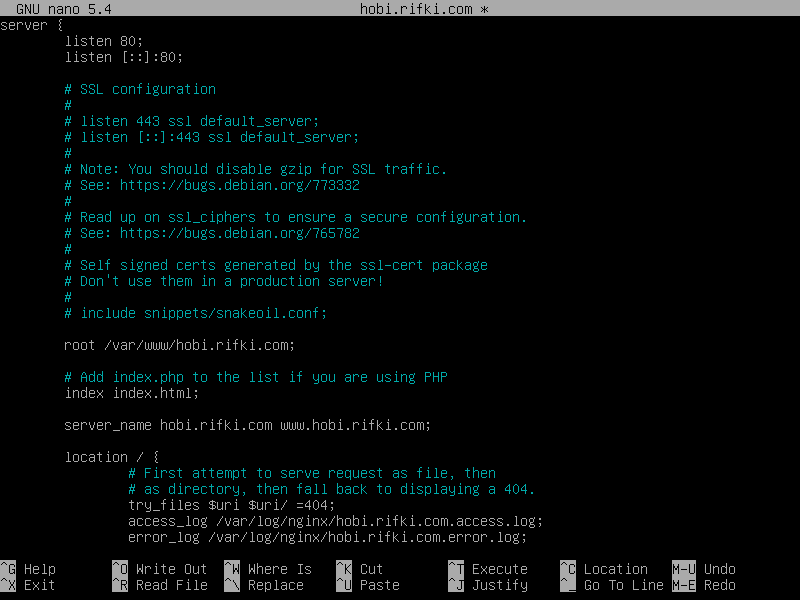 GNU nano 5.4 hobi.rifki.com *
server {
listen 80;
listen [::]:80;
# SSL configuration
#
# listen 443 ssl default_server;
# listen [::]:443 ssl default_server;
#
# Note: You should disable gzip for SSL traffic.
# See: https://bugs.debian.org/773332
#
# Read up on ssl_ciphers to ensure a secure configuration.
# See: https://bugs.debian.org/765782
#
# Self signed certs generated by the ssl-cert package
# Don't use them in a production server!
#
# include snippets/snakeoil.conf;
root /var/www/hobi.rifki.com;
# Add index.php to the list if you are using PHP
index index.html;
server_name hobi.rifki.com www.hobi.rifki.com;
location / {
# First attempt to serve request as file, then
# as directory, then fall back to displaying a 404.
try_files $uri $uri/ =404;
access_log /var/log/nginx/hobi.rifki.com.access.log;
error_log /var/log/nginx/hobi.rifki.com.error.log;
^G Help ^O Write Out ^W Where Is ^K Cut ^T Execute ^C Location M-U Undo
^X Exit ^R Read File ^\ Replace ^U Paste ^J Justify ^_ Go To Line M-E Redo